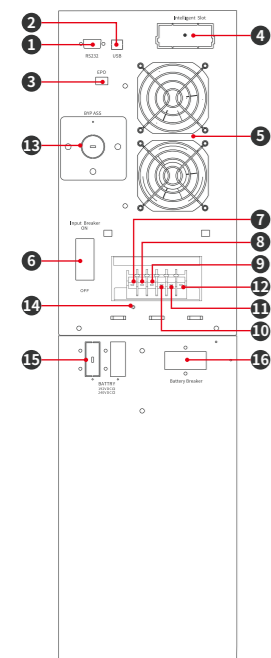 2
Intelligent Slot
1
4
RS232
USB
3
EPO
BYPASS
5
13
7
Input Breaker
ON
8
6
9
12
OFF
11
14
10
15
16
BATTERY
Battery Breaker